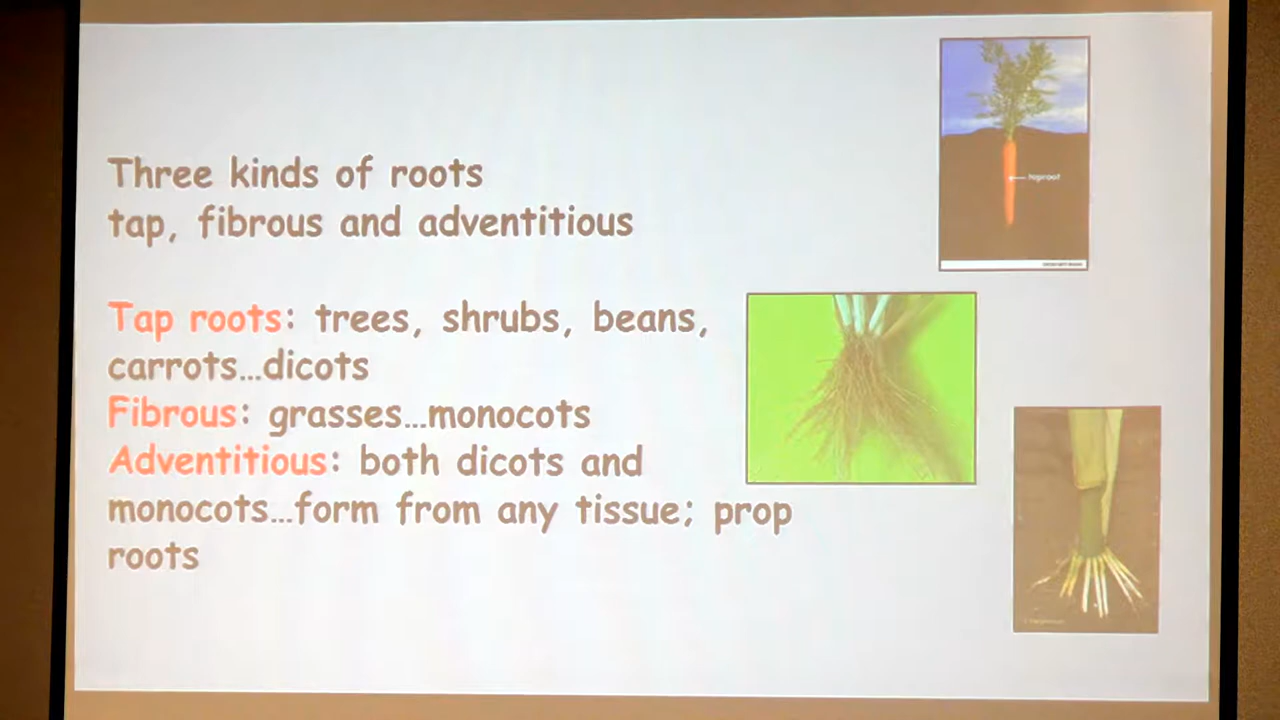 Three kinds of roots
tap, fibrous and adventitious
Tap roots: trees, shrubs, beans,
carrots...dicots
Fibrous: grasses...monocots
Adventitious: both dicots and
monocots...form from any tissue; prop
roots
taproot